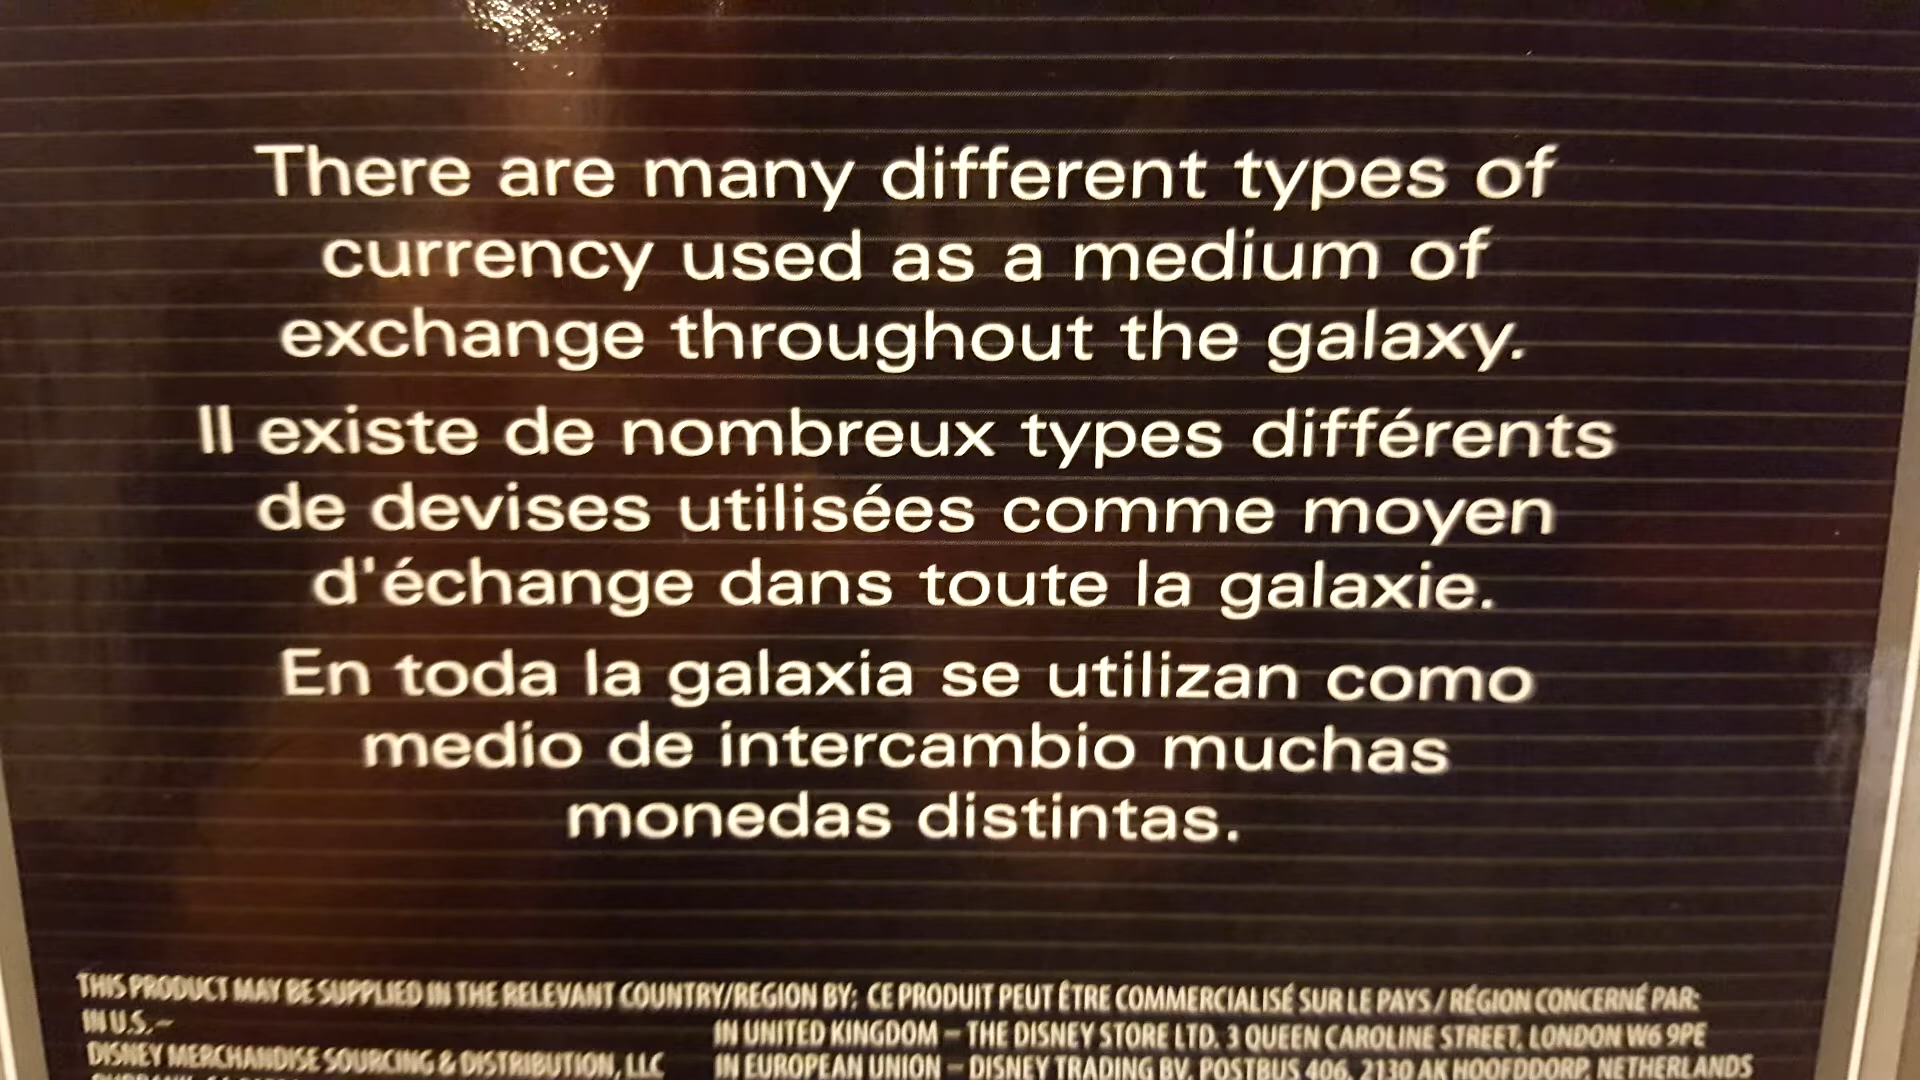 There are many different types of
currency used as a medium of
exchange throughout the galaxy.
Il existe de nombreux types différents
de devises utilisées comme moyen
d'échange dans toute la galaxie.
En toda la galaxia se utilizan como
medio de intercambio muchas
monedas distintas.
THIS PRODUCT MAY BE SUPPLIED IN THE RELEVANT COUNTRY/REGION BY: CE PRODUIT PEUT ÊTRE COMMERCIALISÉ SUR LE PAYS / RÉGION CONCERNÉ PAR:
IN U.S.–
DISNEY MERCHANDISE SOURCING & DISTRIBUTION, LLC
IN UNITED KINGDOM – THE DISNEY STORE LTD. 3 QUEEN CAROLINE STREET, LONDON W6 9PE
IN EUROPEAN UNION – DISNEY TRADING BV, POSTBUS 406, 2130 AK HOOFDDORP, NETHERLANDS